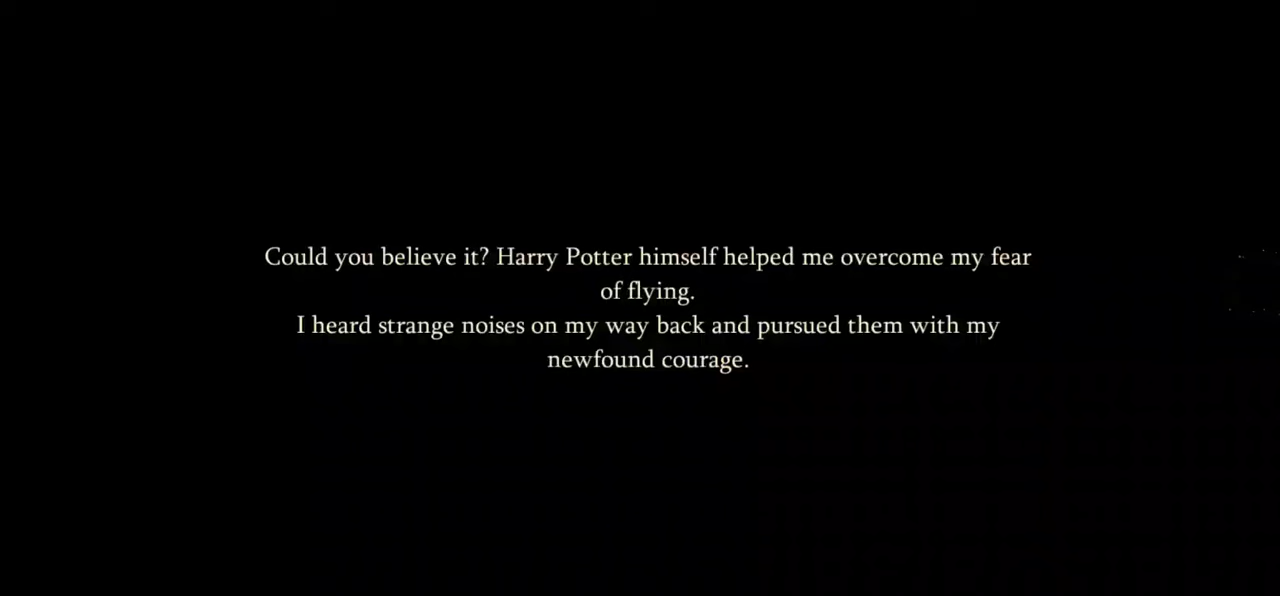 Could you believe it? Harry Potter himself helped me overcome my fear
of flying.
I heard strange noises on my way back and pursued them with my
newfound courage.